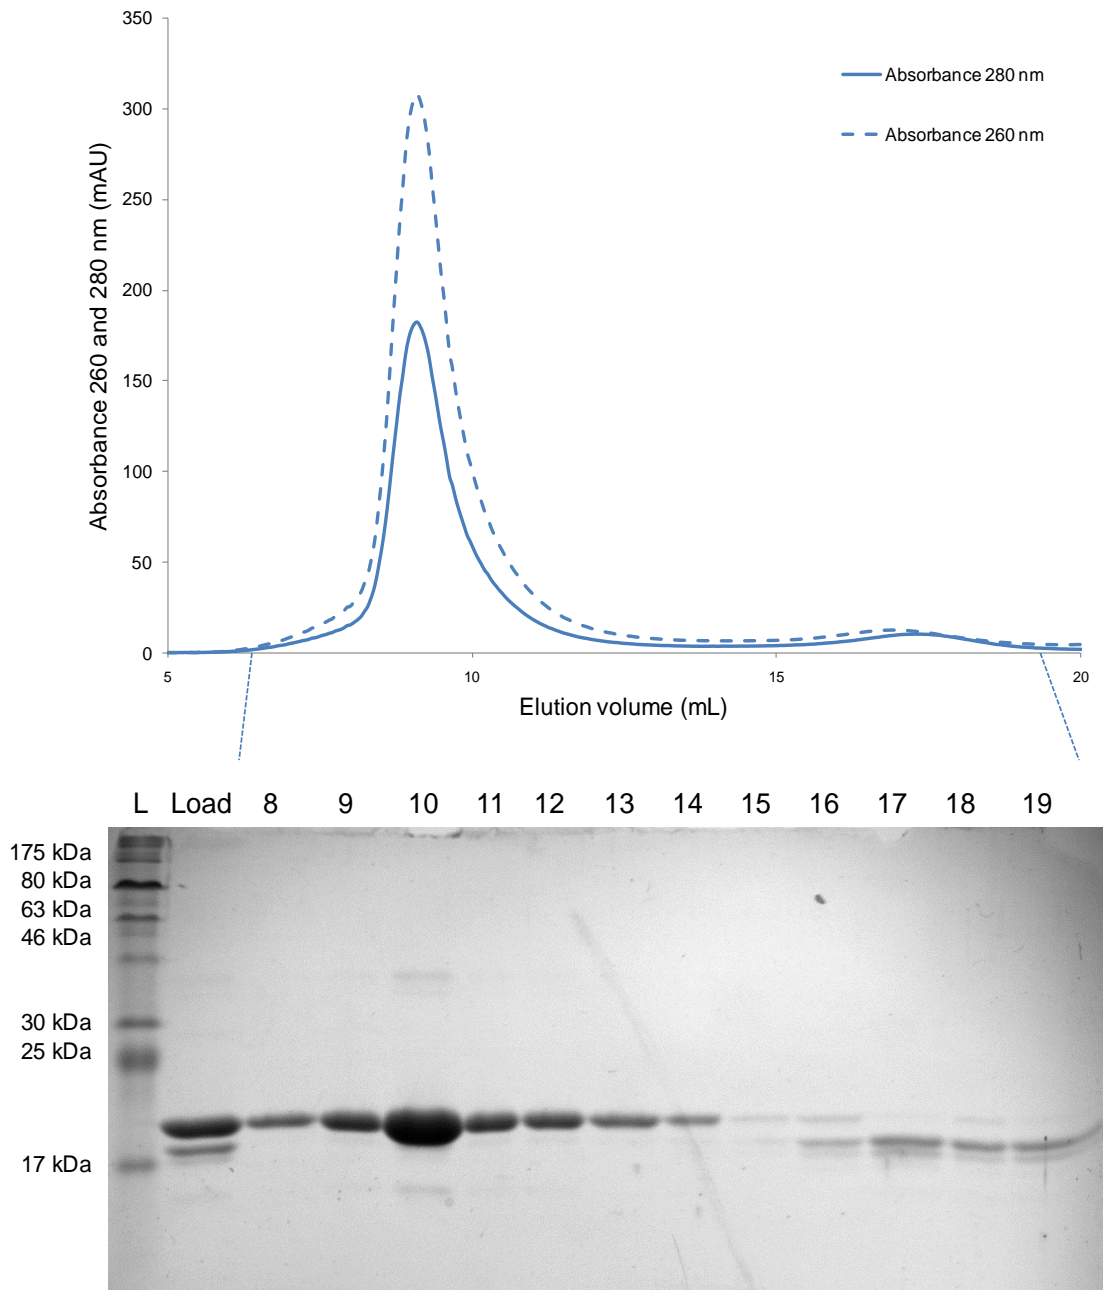 350
300
250
200
150
100
50
0
Absorbance 260 and 280 nm (mAU)
Absorbance 280 nm
Absorbance 260 nm
5 10 15 20
Elution volume (mL)
L Load 8 9 10 11 12 13 14 15 16 17 18 19
175 kDa
80 kDa
63 kDa
46 kDa
30 kDa
25 kDa
17 kDa